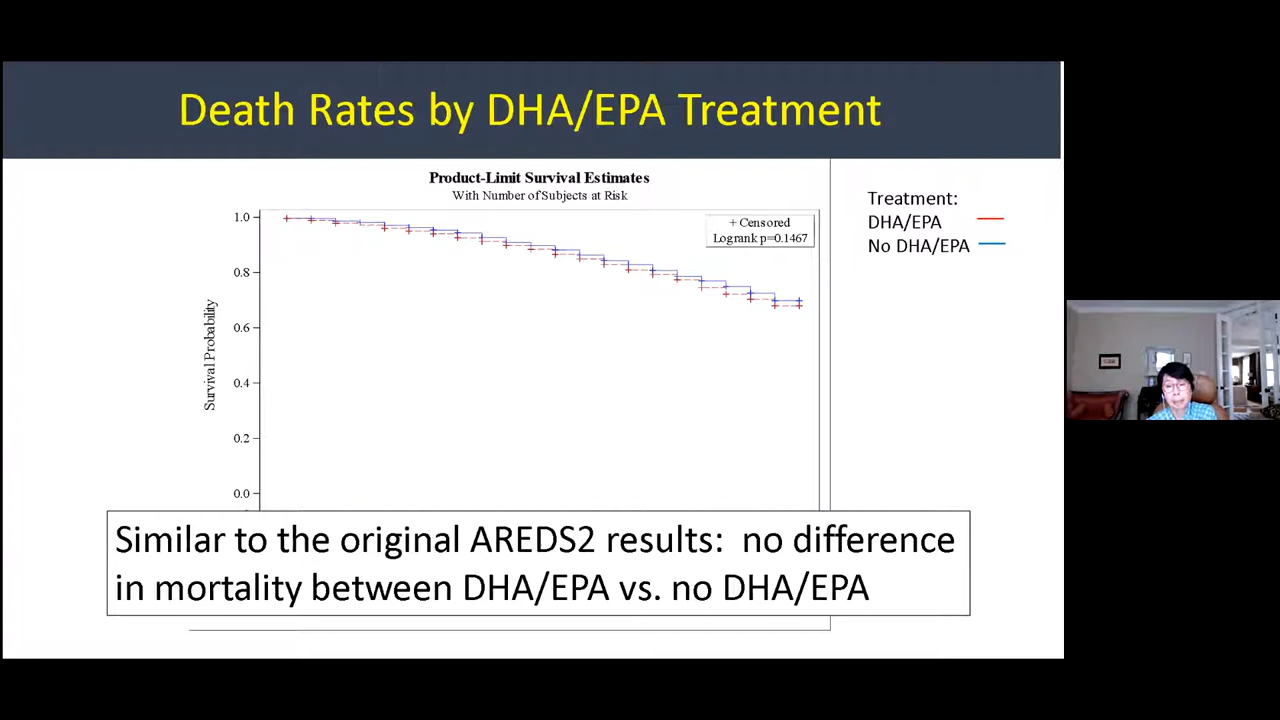 Death Rates by DHA/EPA Treatment
Product-Limit Survival Estimates
With Number of Subjects at Risk
+ Censored
Logrank p=0.1467
Treatment:
DHA/EPA
No DHA/EPA
1.0
0.8
0.6
0.4
0.2
0.0
Survival Probability
Similar to the original AREDS2 results: no difference
in mortality between DHA/EPA vs. no DHA/EPA